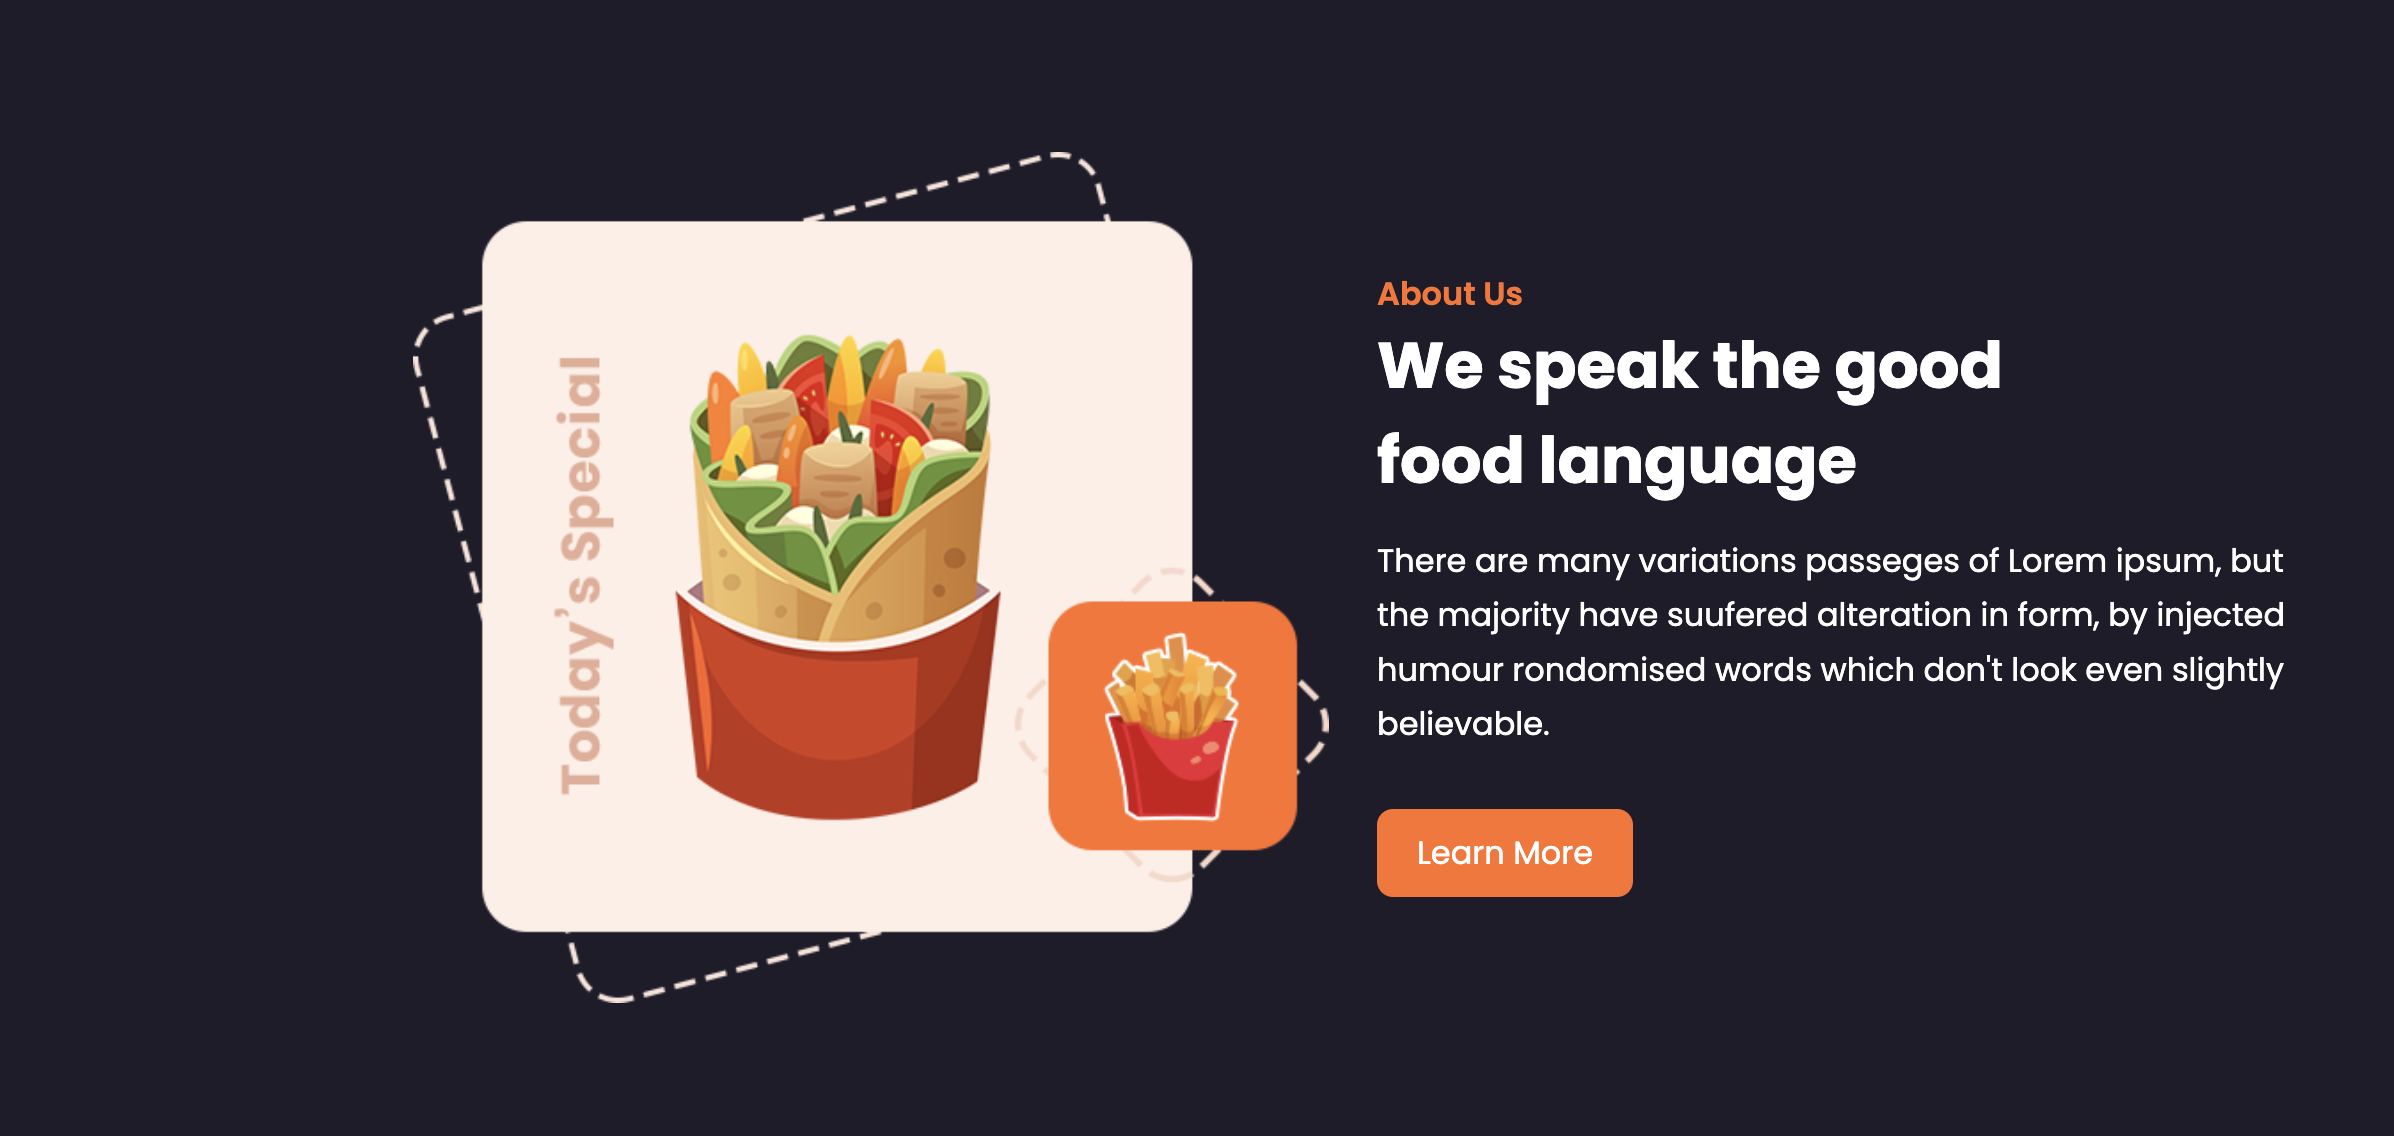 Today's Special
About Us
We speak the good
food language
There are many variations passeges of Lorem ipsum, but
the majority have suufered alteration in form, by injected
humour rondomised words which don't look even slightly
believable.
Learn More